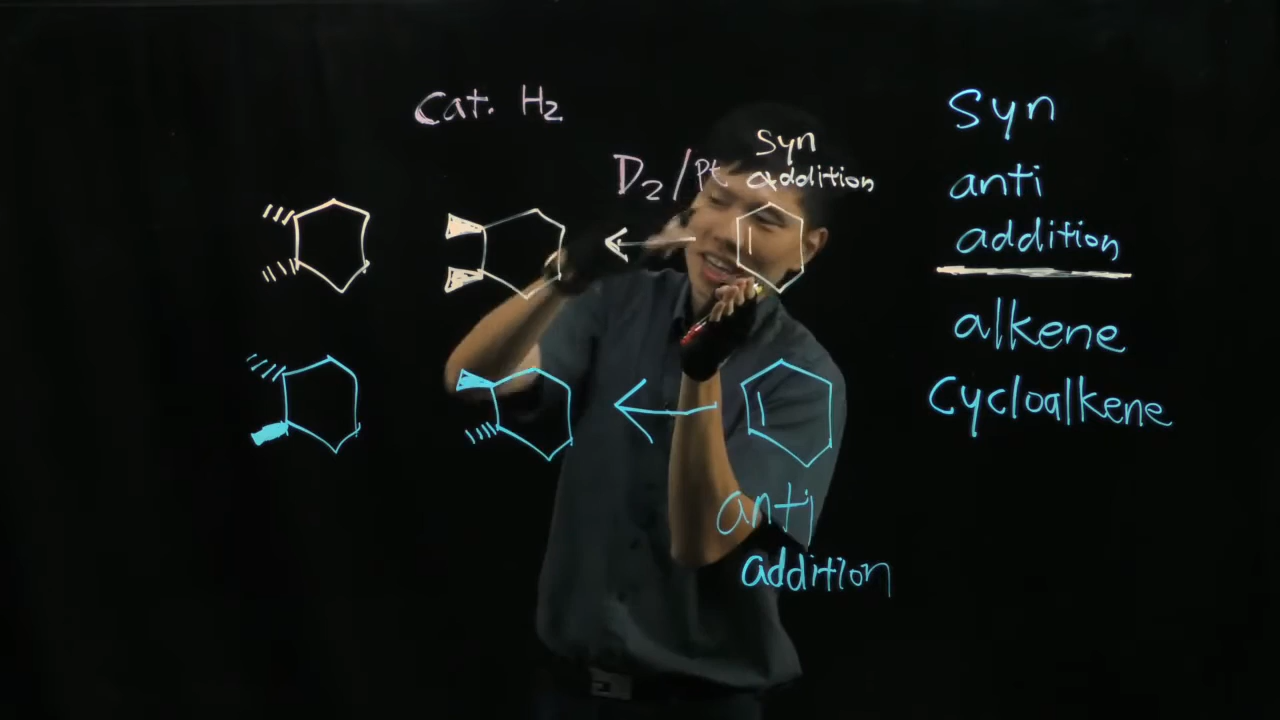 Cat. H2
D2/Pt
Syn
addition
anti
addition
Syn
anti
addition
alkene
Cycloalkene